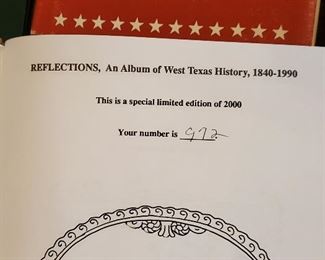 REFLECTIONS, An Album of West Texas History, 1840-1990
This is a special limited edition of 2000
Your number is 972